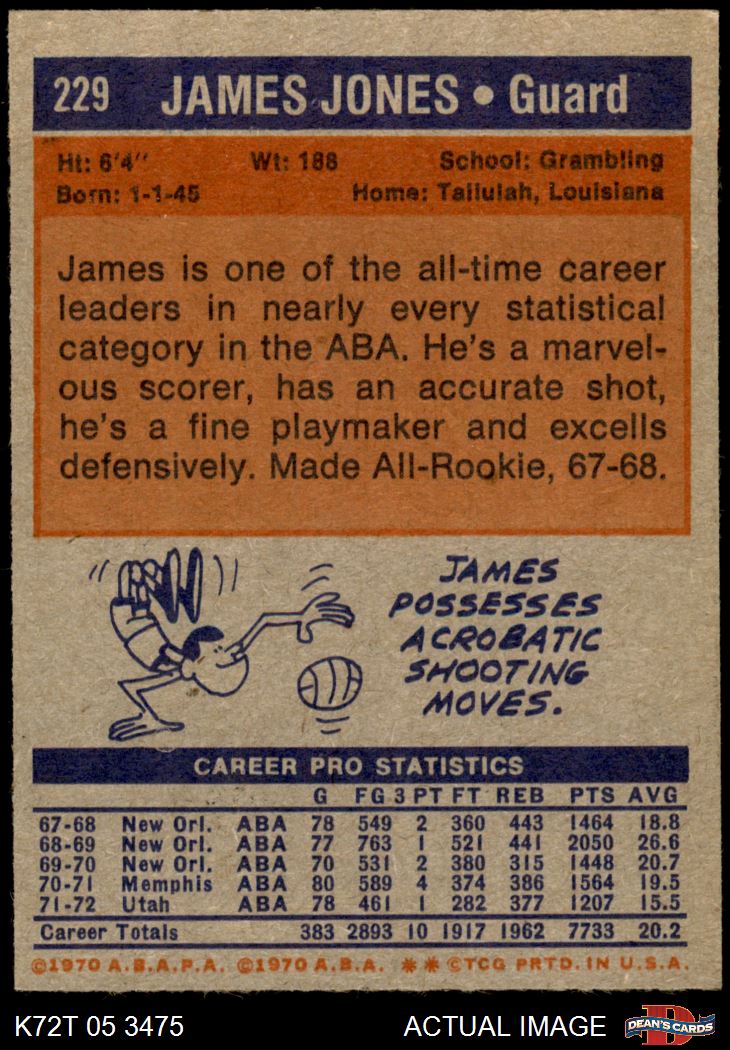 229 JAMES JONES • Guard
Ht: 6'4" Wt: 188 School: Grambling
Born: 1-1-45 Home: Tallulah, Louisiana
James is one of the all-time career
leaders in nearly every statistical
category in the ABA. He's a marvel-
ous scorer, has an accurate shot,
he's a fine playmaker and excells
defensively. Made All-Rookie, 67-68.
JAMES
POSSESSES
ACROBATIC
SHOOTING
MOVES.
CAREER PRO STATISTICS
G FG 3 PT FT REB PTS AVG
67-68 New Orl. ABA 78 549 2 360 443 1464 18.8
68-69 New Orl. ABA 77 763 1 521 441 2050 26.6
69-70 New Orl. ABA 70 531 2 380 315 1448 20.7
70-71 Memphis ABA 80 589 4 374 386 1564 19.5
71-72 Utah ABA 78 461 1 282 377 1207 15.5
Career Totals 383 2893 10 1917 1962 7733 20.2
©1970 A.B.A.P.A. ©1970 A.B.A. ** ©TCG PRTD. IN U.S.A.
K72T 05 3475 ACTUAL IMAGE D DEAN'S CARDS